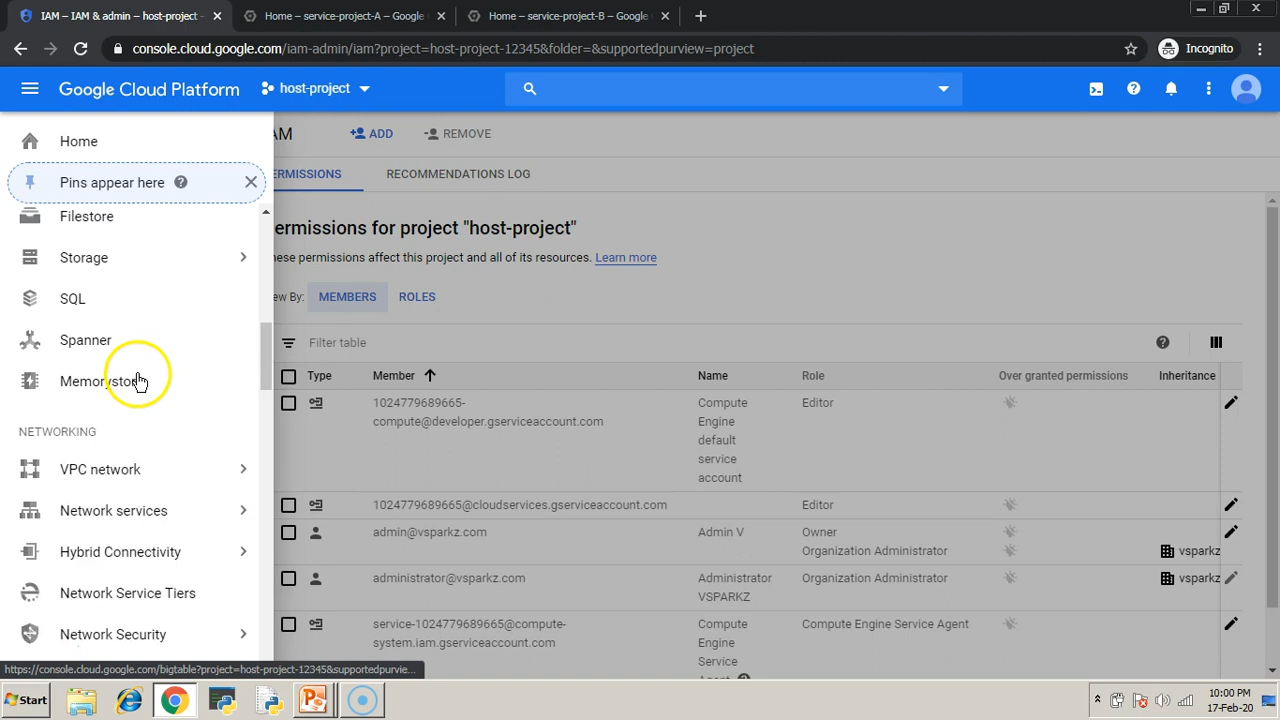 IAM – IAM & admin – host-project
Home – service-project-A – Google
Home – service-project-B – Google
console.cloud.google.com/iam-admin/iam?project=host-project-12345&folder=&supportedpurview=project
Incognito
Google Cloud Platform
host-project
Home
Pins appear here
Filestore
Storage
SQL
Spanner
NETWORKING
VPC network
Network services
Hybrid Connectivity
Network Service Tiers
Network Security
https://console.cloud.google.com/bigtable?project=host-project-12345&supportedpurvie...
AM
ADD
REMOVE
ERMISSIONS
RECOMMENDATIONS LOG
ermissions for project "host-project"
hese permissions affect this project and all of its resources. Learn more
ew By:
MEMBERS
ROLES
Filter table
Type
Member
Name
Role
Over granted permissions
Inheritance
1024779689665-
compute@developer.gserviceaccount.com
Compute
Engine
default
service
account
Editor
1024779689665@cloudservices.gserviceaccount.com
Editor
admin@vsparkz.com
Admin V
Owner
Organization Administrator
vsparkz
administrator@vsparkz.com
Administrator
VSPARKZ
Organization Administrator
vsparkz
service-1024779689665@compute-
system.iam.gserviceaccount.com
Compute
Engine
Service
Compute Engine Service Agent
Start
10:00 PM
17-Feb-20